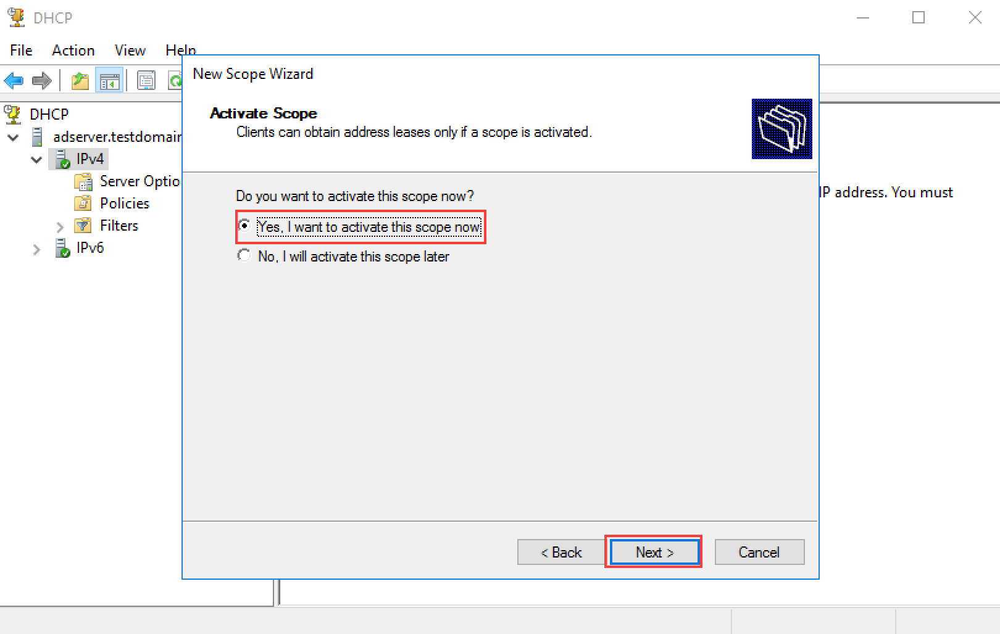 DHCP
File Action View Help
New Scope Wizard
Activate Scope
Clients can obtain address leases only if a scope is activated.
DHCP
adserver.testdomain
IPv4
Server Optio
Policies
Filters
IPv6
IP address. You must
Do you want to activate this scope now?
Yes, I want to activate this scope now
No, I will activate this scope later
< Back Next > Cancel